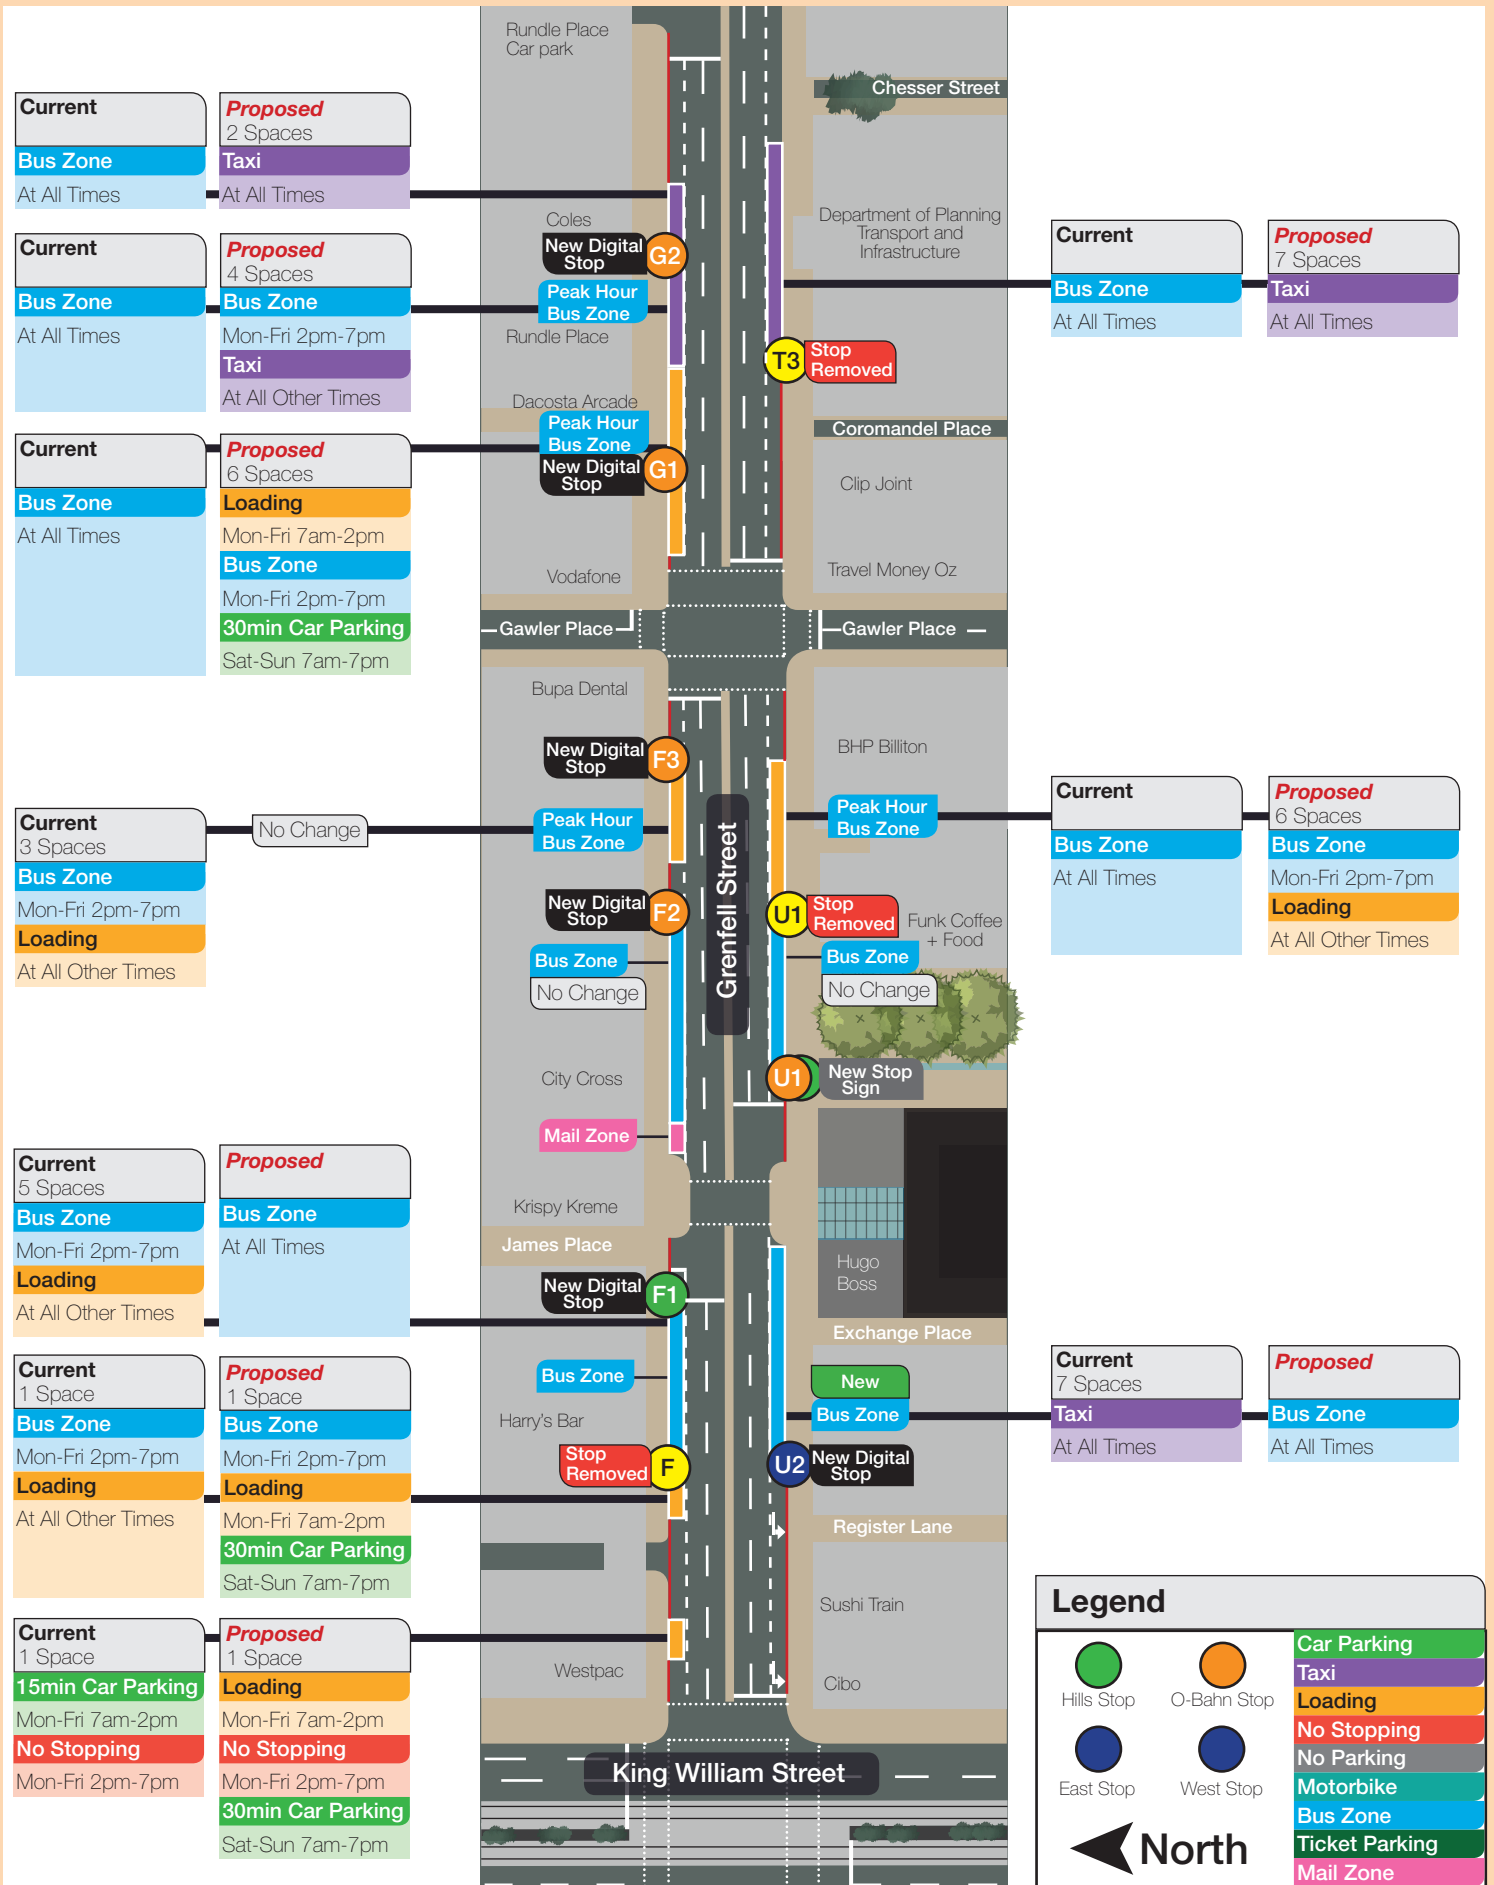 Current
Bus Zone
At All Times
Proposed
2 Spaces
Taxi
At All Times
Current
Bus Zone
At All Times
Proposed
4 Spaces
Bus Zone
Mon-Fri 2pm-7pm
Taxi
At All Other Times
Current
Bus Zone
At All Times
Proposed
6 Spaces
Loading
Mon-Fri 7am-2pm
Bus Zone
Mon-Fri 2pm-7pm
30min Car Parking
Sat-Sun 7am-7pm
Current
3 Spaces
Bus Zone
Mon-Fri 2pm-7pm
Loading
At All Other Times
No Change
Current
5 Spaces
Bus Zone
Mon-Fri 2pm-7pm
Loading
At All Other Times
Proposed
Bus Zone
At All Times
Current
1 Space
Bus Zone
Mon-Fri 2pm-7pm
Loading
At All Other Times
Proposed
1 Space
Bus Zone
Mon-Fri 2pm-7pm
Loading
Mon-Fri 7am-2pm
30min Car Parking
Sat-Sun 7am-7pm
Current
1 Space
15min Car Parking
Mon-Fri 7am-2pm
No Stopping
Mon-Fri 2pm-7pm
Proposed
1 Space
Loading
Mon-Fri 7am-2pm
No Stopping
Mon-Fri 2pm-7pm
30min Car Parking
Sat-Sun 7am-7pm
Rundle Place
Car park
Coles
New Digital
Stop
G2
Peak Hour
Bus Zone
Rundle Place
Dacosta Arcade
Peak Hour
Bus Zone
New Digital
Stop
G1
Vodafone
Gawler Place
Bupa Dental
New Digital
Stop
F3
Peak Hour
Bus Zone
New Digital
Stop
F2
Bus Zone
No Change
City Cross
Mail Zone
Krispy Kreme
James Place
New Digital
Stop
F1
Bus Zone
Harry's Bar
Stop
Removed
F
Westpac
Grenfell Street
King William Street
Chesser Street
Department of Planning
Transport and
Infrastructure
T3
Stop
Removed
Coromandel Place
Clip Joint
Travel Money Oz
Gawler Place
BHP Billiton
Peak Hour
Bus Zone
U1
Stop
Removed
Funk Coffee
+ Food
Bus Zone
No Change
U1
New Stop
Sign
Hugo
Boss
Exchange Place
New
Bus Zone
U2
New Digital
Stop
Register Lane
Sushi Train
Cibo
Current
Bus Zone
At All Times
Proposed
7 Spaces
Taxi
At All Times
Current
Bus Zone
At All Times
Proposed
6 Spaces
Bus Zone
Mon-Fri 2pm-7pm
Loading
At All Other Times
Current
7 Spaces
Taxi
At All Times
Proposed
Bus Zone
At All Times
Legend
Hills Stop
O-Bahn Stop
East Stop
West Stop
North
Car Parking
Taxi
Loading
No Stopping
No Parking
Motorbike
Bus Zone
Ticket Parking
Mail Zone